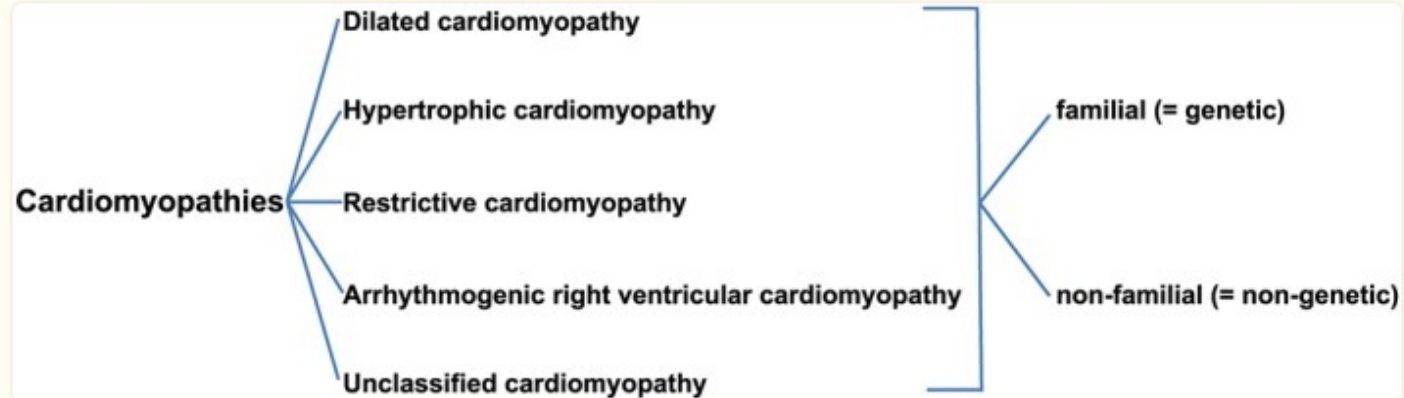 Dilated cardiomyopathy
Hypertrophic cardiomyopathy
familial (= genetic)
Cardiomyopathies
Restrictive cardiomyopathy
Arrhythmogenic right ventricular cardiomyopathy
non-familial (= non-genetic)
Unclassified cardiomyopathy